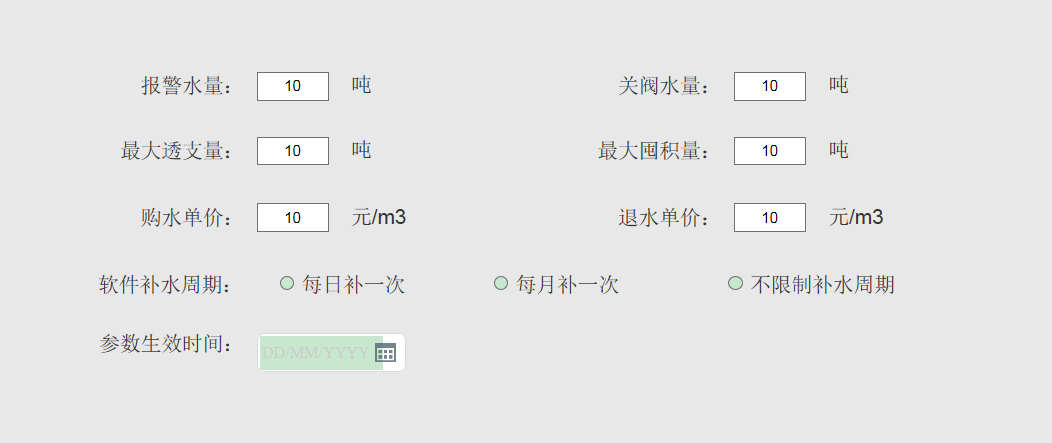 报警水量： 10 吨 关阀水量： 10 吨
最大透支量： 10 吨 最大囤积量： 10 吨
购水单价： 10 元/m3 退水单价： 10 元/m3
软件补水周期： 每日补一次 每月补一次 不限制补水周期
参数生效时间： DD/MM/YYYY